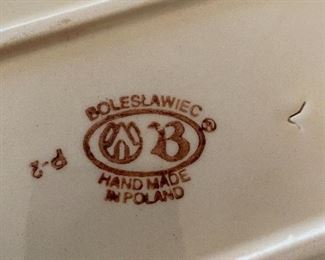 BOLESŁAWIEC ®
B
HAND MADE
IN POLAND
P-2